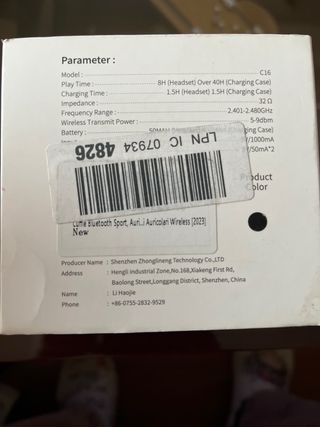 Parameter :
Model : C16
Play Time : 8H (Headset) Over 40H (Charging Case)
Charging Time : 1.5H (Headset) 1.5H (Charging Case)
Impedance : 32 Ω
Frequency Range : 2.401-2.480GHz
Wireless Transmit Power : 5-9dbm
Battery : Case)
/1000mA
/50mA*2
LPN IC 07934 4826
Product
Color
Cuffie Bluetooth Sport, Auri...i Auricolari Wireless [2023]
New
Producer Name : Shenzhen Zhonglineng Technology Co.,LTD
Address : Hengli Industrial Zone,No.168,Xiakeng First Rd,
Baolong Street,Longgang District, Shenzhen, China
Name : Li Haojie
Phone : +86-0755-2832-9529